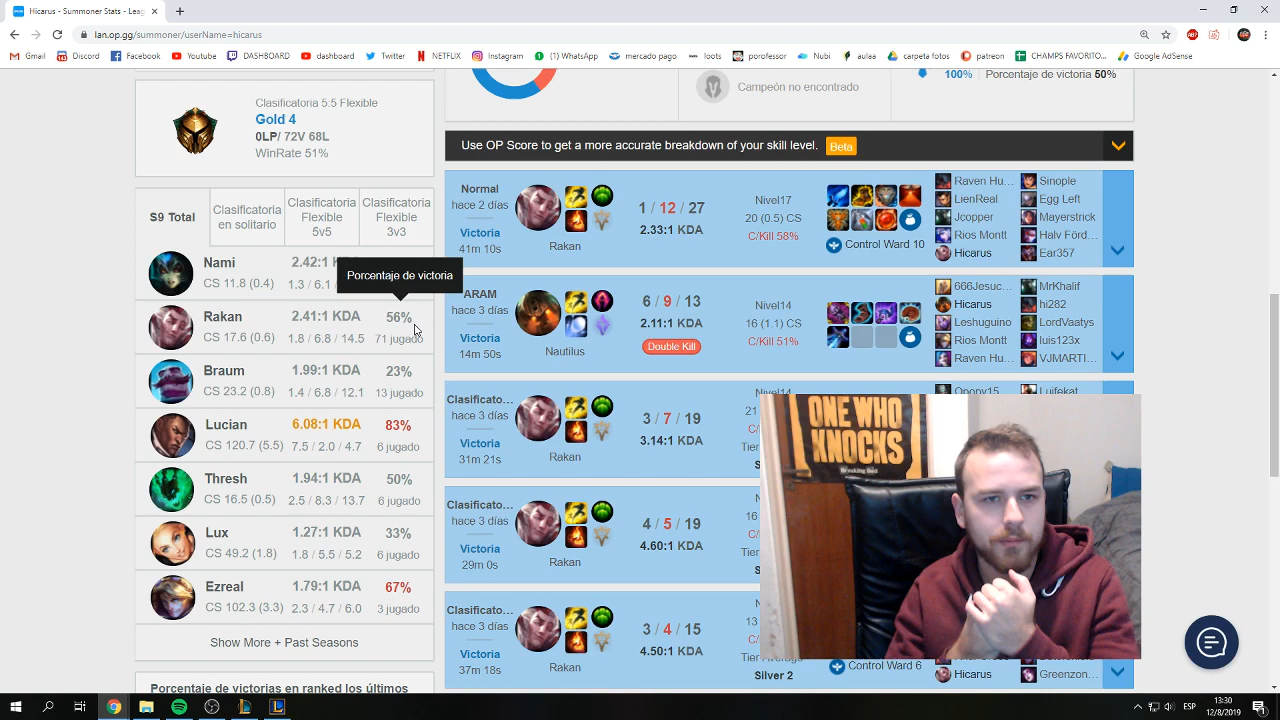 Hicarus - Summoner Stats - Leag
lan.op.gg/summoner/userName=hicarus
Gmail Discord Facebook Youtube DASHBOARD dashboard Twitter NETFLIX Instagram (1) WhatsApp mercado pago loots porofessor Nubi aulaa carpeta fotos patreon CHAMPS FAVORITO... Google AdSense
Clasificatoria 5.5 Flexible
Gold 4
0LP/ 72V 68L
WinRate 51%
S9 Total
Clasificatoria en solitario
Clasificatoria Flexible 5v5
Clasificatoria Flexible 3v3
Nami
CS 11.8 (0.4)
2.42:1
1.3 / 6.1
Porcentaje de victoria
Rakan
CS 17. (0.6)
2.41:1 KDA
1.8 / 6.8 / 14.5
56%
71 jugado
Braum
CS 23.2 (0.8)
1.99:1 KDA
1.4 / 6.8 / 12.1
23%
13 jugado
Lucian
CS 120.7 (5.5)
6.08:1 KDA
7.5 / 2.0 / 4.7
83%
6 jugado
Thresh
CS 16.5 (0.5)
1.94:1 KDA
2.5 / 8.3 / 13.7
50%
6 jugado
Lux
CS 49.2 (1.8)
1.27:1 KDA
1.8 / 5.5 / 5.2
33%
6 jugado
Ezreal
CS 102.3 (3.3)
1.79:1 KDA
2.3 / 4.7 / 6.0
67%
3 jugado
Show More + Past Seasons
Porcentaje de victorias en ranked los últimos
Campeón no encontrado
100% Porcentaje de victoria 50%
Use OP Score to get a more accurate breakdown of your skill level. Beta
Normal
hace 2 días
Victoria
41m 10s
Rakan
1 / 12 / 27
2.33:1 KDA
Nivel17
20 (0.5) CS
C/Kill 58%
Control Ward 10
Raven Hu... Sinople
LienReal Egg Left
Jcopper Mayerstrick
Rios Montt Halv Förd...
Hicarus Ear357
ARAM
hace 3 días
Victoria
14m 50s
Nautilus
6 / 9 / 13
2.11:1 KDA
Double Kill
Nivel14
16 (1.1) CS
C/Kill 51%
666Jesuc... MrKhalif
Hicarus hi282
Leshuguino LordVaatys
Rios Montt luis123x
Raven Hu... VJMARTI...
Clasificato...
hace 3 días
Victoria
31m 21s
Rakan
3 / 7 / 19
3.14:1 KDA
Nivel14
21
C/
Tier
S
Opopy15 Luifekat
Clasificato...
hace 3 días
Victoria
29m 0s
Rakan
4 / 5 / 19
4.60:1 KDA
N
16
C/
Tier
S
Clasificato...
hace 3 días
Victoria
37m 18s
Rakan
3 / 4 / 15
4.50:1 KDA
N
13
C/
Tier Average
Silver 2
Control Ward 6
Hicarus Greenzon...
ONE WHO
KNOCKS
Breaking Bad
ESP
13:30
12/8/2019